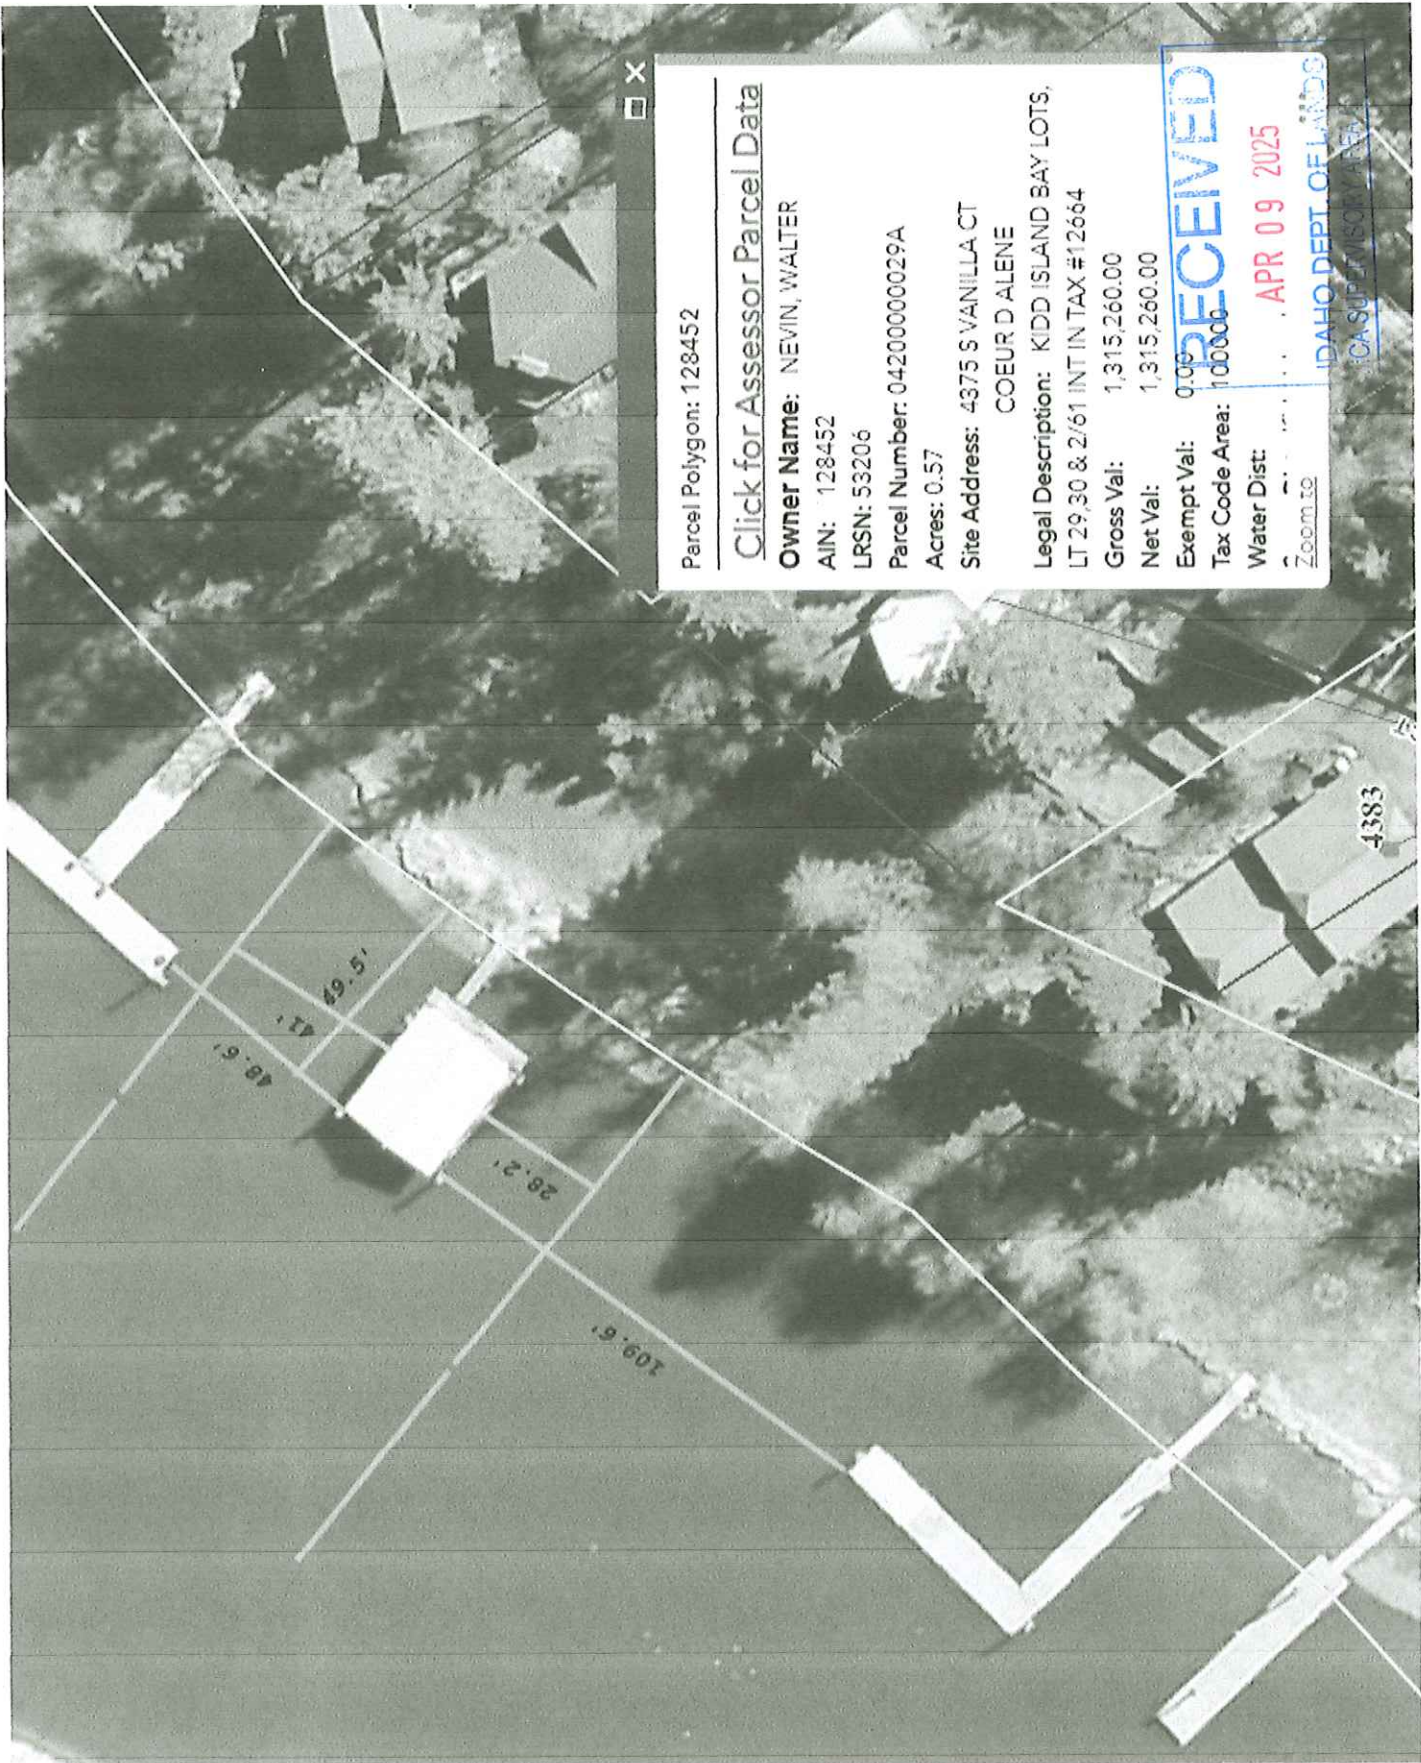 Parcel Polygon: 128452
Click for Assessor Parcel Data
Owner Name: NEVIN, WALTER
AIN: 128452
LRSN: 53206
Parcel Number: 04200000029A
Acres: 0.57
Site Address: 4375 S VANILLA CT
COEUR D ALENE
Legal Description: KIDD ISLAND BAY LOTS,
LT 29,30 & 2/61 INT IN TAX #12664
Gross Val: 1,315,260.00
Net Val: 1,315,260.00
Exempt Val: 0.00
Tax Code Area: 100000
Water Dist:
Zoom to
RECEIVED
APR 09 2025
IDAHO DEPT. OF LANDS
ICA SUPERVISORY AREA
48.6'
41'
49.5'
28.2'
109.6'
4383